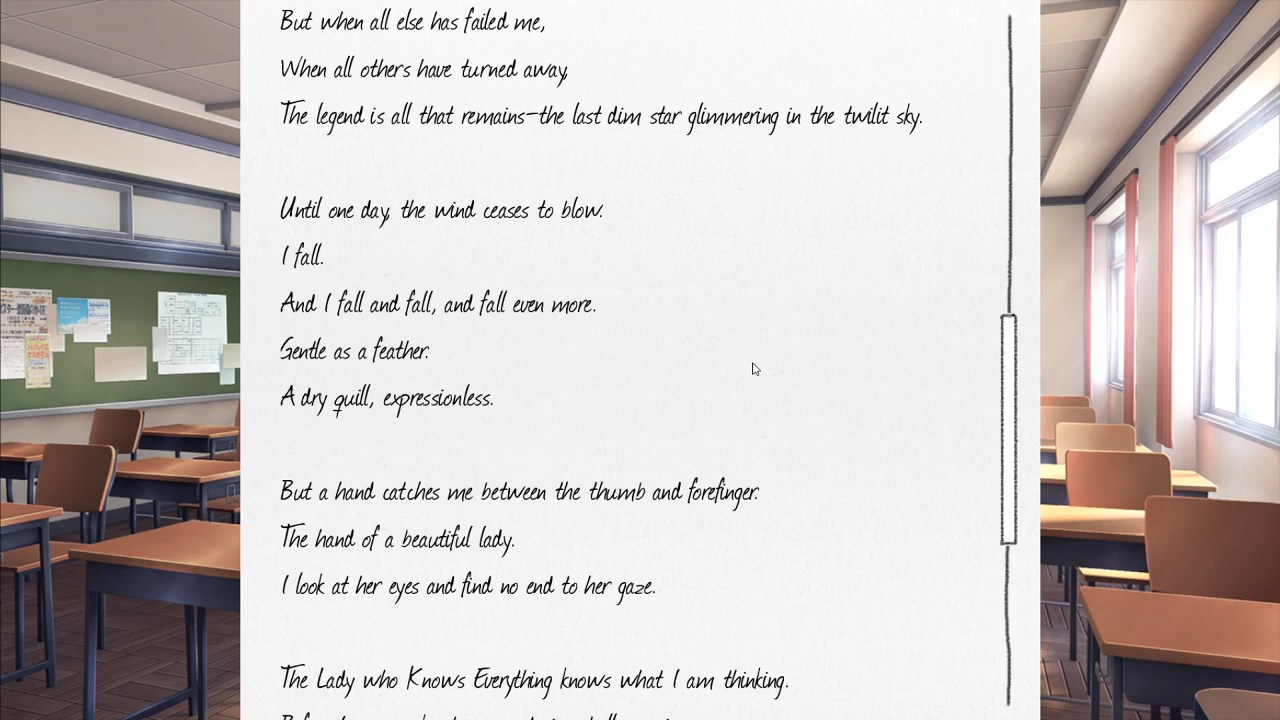 But when all else has failed me,
When all others have turned away,
The legend is all that remains—the last dim star glimmering in the twilit sky.
Until one day, the wind ceases to blow.
I fall.
And I fall and fall, and fall even more.
Gentle as a feather.
A dry quill, expressionless.
But a hand catches me between the thumb and forefinger.
The hand of a beautiful lady.
I look at her eyes and find no end to her gaze.
The Lady who Knows Everything knows what I am thinking.